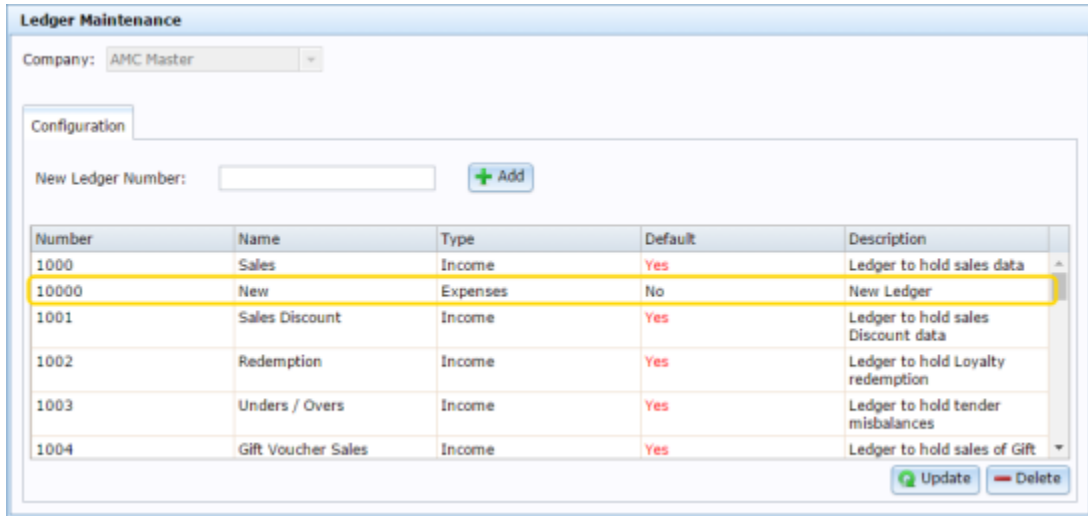 Ledger Maintenance
Company: AMC Master
Configuration
New Ledger Number: Add
Number Name Type Default Description
1000 Sales Income Yes Ledger to hold sales data
10000 New Expenses No New Ledger
1001 Sales Discount Income Yes Ledger to hold sales
Discount data
1002 Redemption Income Yes Ledger to hold Loyalty
redemption
1003 Unders / Overs Income Yes Ledger to hold tender
misbalances
1004 Gift Voucher Sales Income Yes Ledger to hold sales of Gift
Update Delete